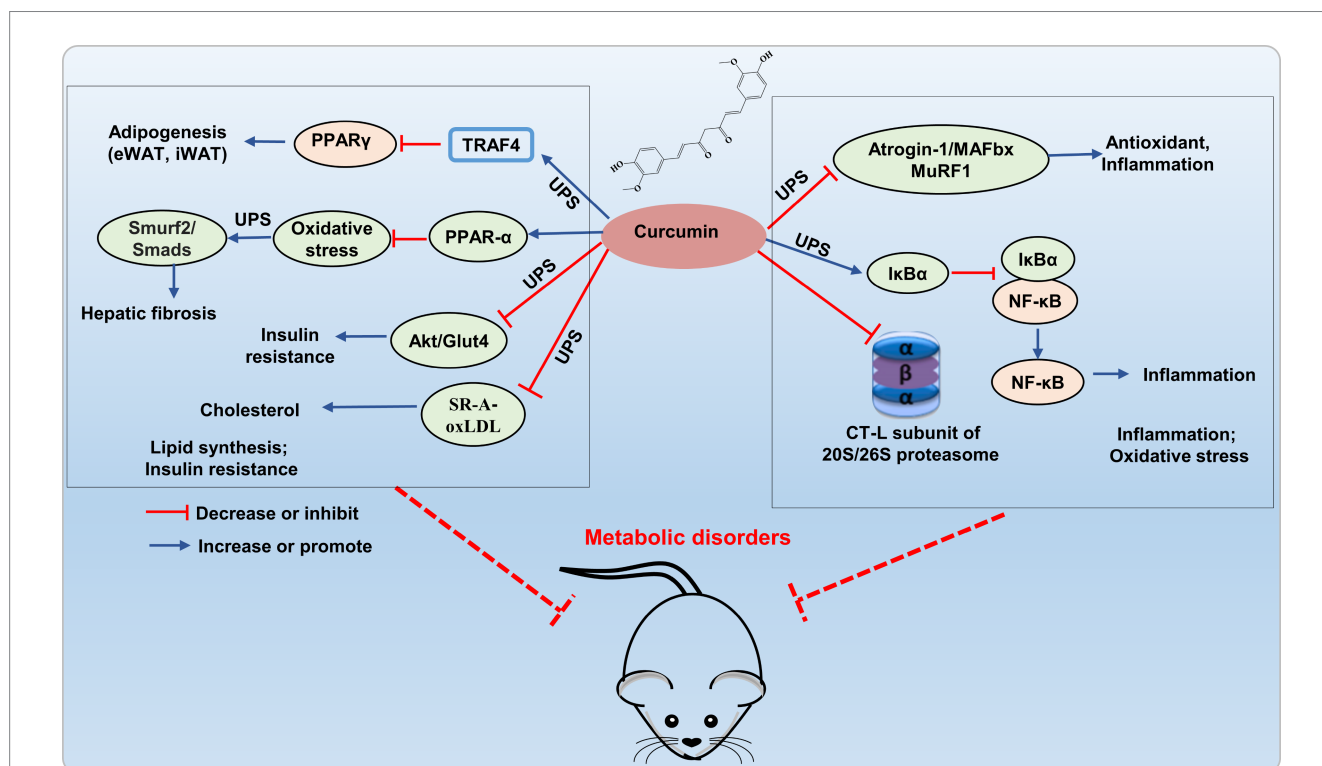 OH
O
O
O
HO
O
Adipogenesis
(eWAT, iWAT)
PPARγ
TRAF4
UPS
Smurf2/
Smads
UPS
Oxidative
stress
PPAR-α
Curcumin
Hepatic fibrosis
UPS
Insulin
resistance
Akt/Glut4
UPS
Cholesterol
SR-A-
oxLDL
Lipid synthesis;
Insulin resistance
UPS
Atrogin-1/MAFbx
MuRF1
Antioxidant,
Inflammation
UPS
IκBα
IκBα
NF-κB
α
β
α
NF-κB
Inflammation
CT-L subunit of
20S/26S proteasome
Inflammation;
Oxidative stress
Decrease or inhibit
Increase or promote
Metabolic disorders